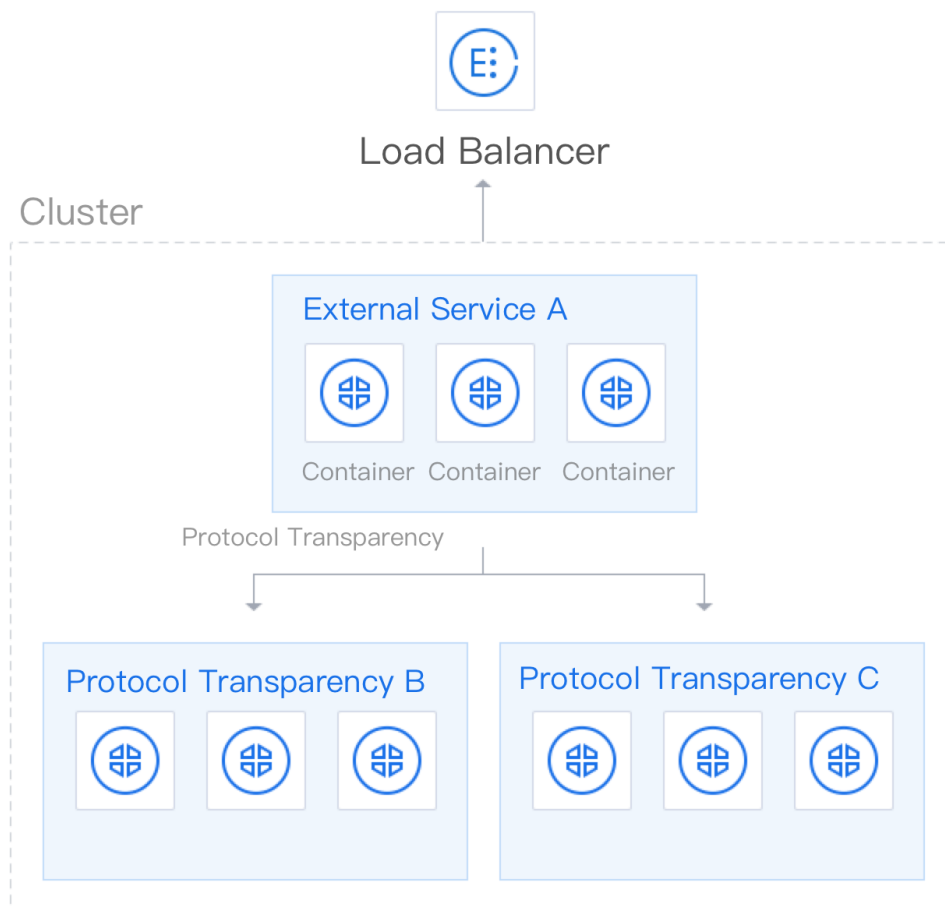 Load Balancer
Cluster
External Service A
Container Container Container
Protocol Transparency
Protocol Transparency B
Protocol Transparency C